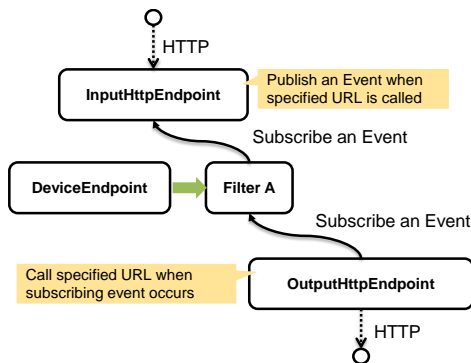 HTTP
InputHttpEndpoint
Publish an Event when
specified URL is called
Subscribe an Event
DeviceEndpoint
Filter A
Subscribe an Event
Call specified URL when
subscribing event occurs
OutputHttpEndpoint
HTTP